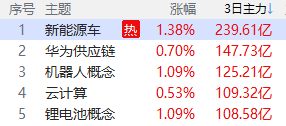 序号 主题 涨幅 3日主力↓
1 新能源车 热 1.38% 239.61亿
2 华为供应链 0.70% 147.73亿
3 机器人概念 1.09% 125.21亿
4 云计算 0.53% 109.32亿
5 锂电池概念 1.09% 108.58亿